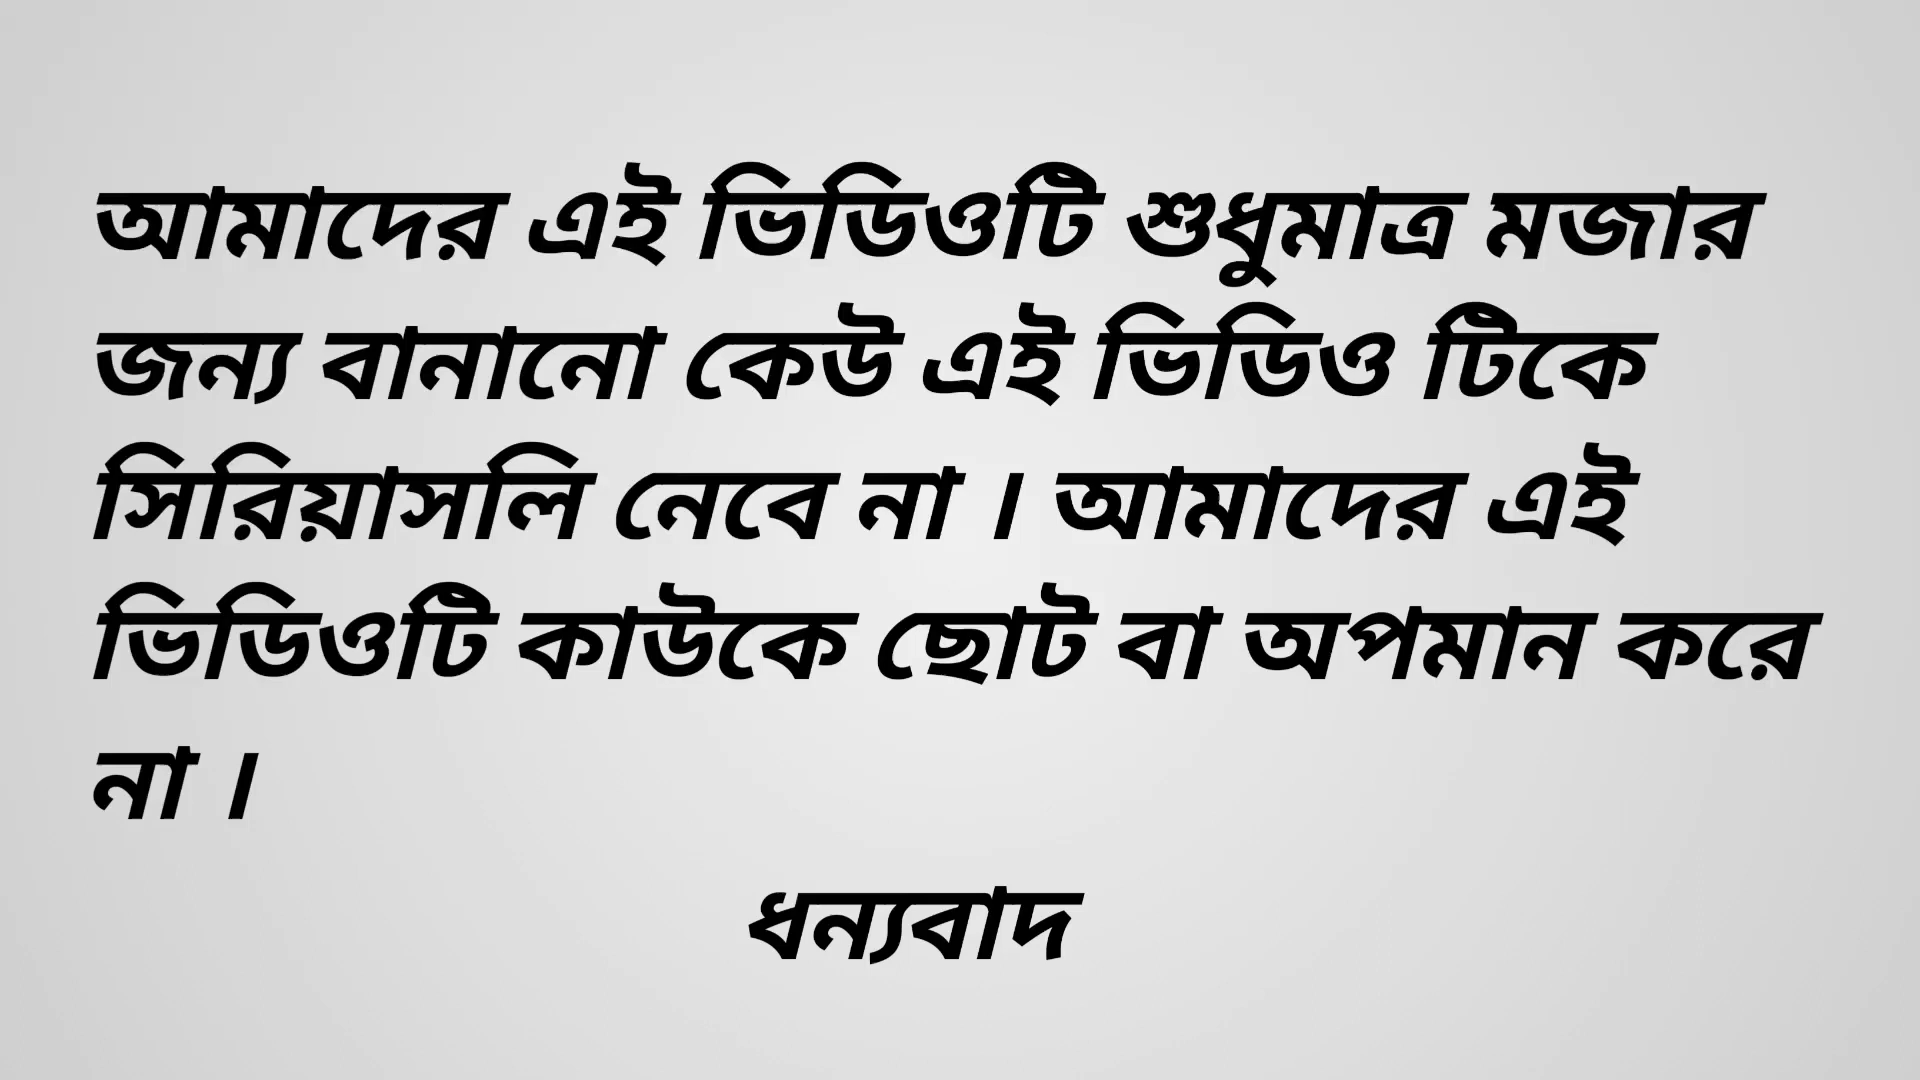 আমাদের এই ভিডিওটি শুধুমাত্র মজার
জন্য বানানো কেউ এই ভিডিও টিকে
সিরিয়াসলি নেবে না । আমাদের এই
ভিডিওটি কাউকে ছোট বা অপমান করে
না ।
ধন্যবাদ